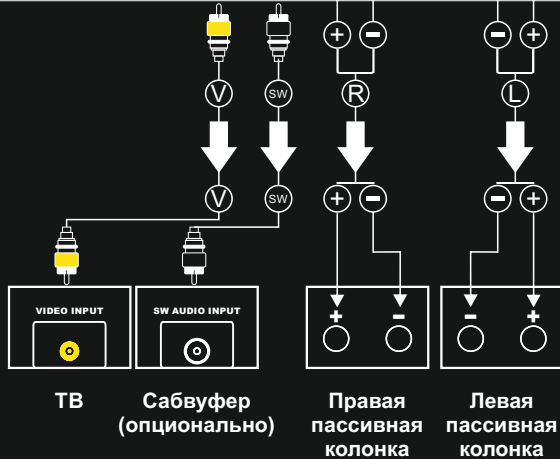 + − − +
V SW R L
V SW + − − +
VIDEO INPUT SW AUDIO INPUT + − − +
ТВ Сабвуфер Правая Левая
(опционально) пассивная пассивная
колонка колонка